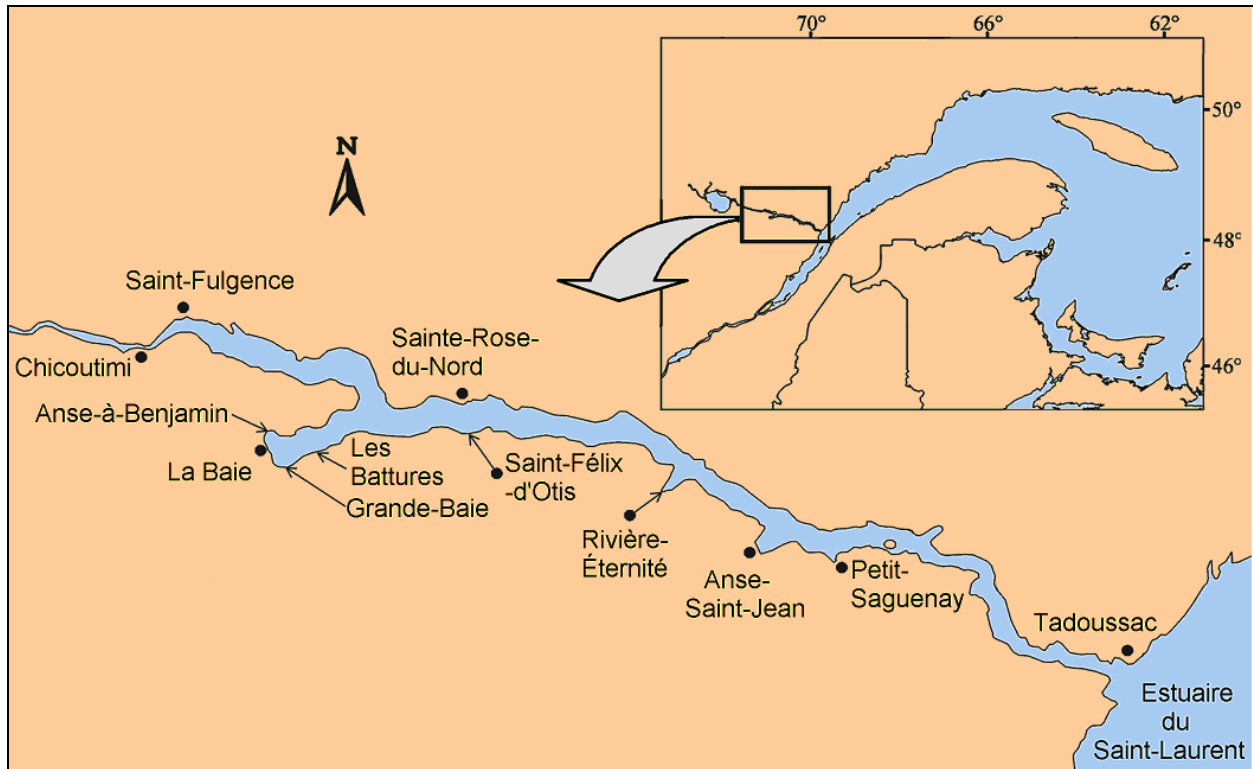 70°
66°
62°
50°
48°
46°
N
Saint-Fulgence
Chicoutimi
Sainte-Rose-
du-Nord
Anse-à-Benjamin
La Baie
Les
Battures
Grande-Baie
Saint-Félix
-d'Otis
Rivière-
Éternité
Anse-
Saint-Jean
Petit-
Saguenay
Tadoussac
Estuaire
du
Saint-Laurent